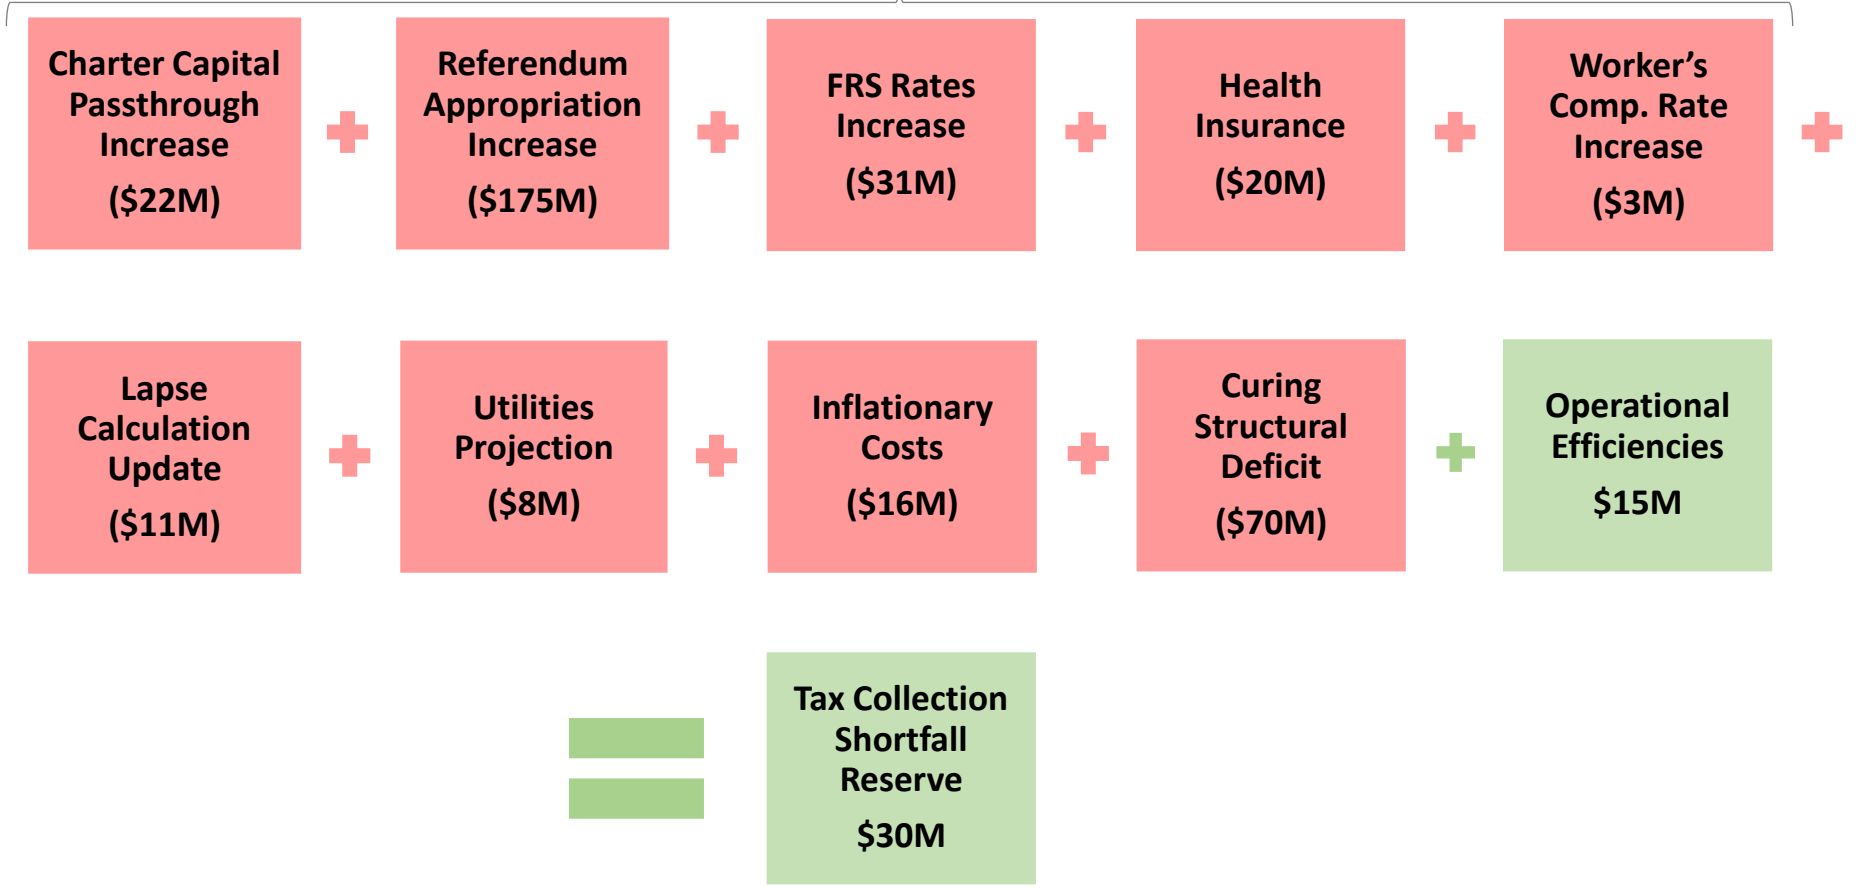 Charter Capital
Passthrough
Increase
($22M)
Referendum
Appropriation
Increase
($175M)
FRS Rates
Increase
($31M)
Health
Insurance
($20M)
Worker’s
Comp. Rate
Increase
($3M)
Lapse
Calculation
Update
($11M)
Utilities
Projection
($8M)
Inflationary
Costs
($16M)
Curing
Structural
Deficit
($70M)
Operational
Efficiencies
$15M
Tax Collection
Shortfall
Reserve
$30M